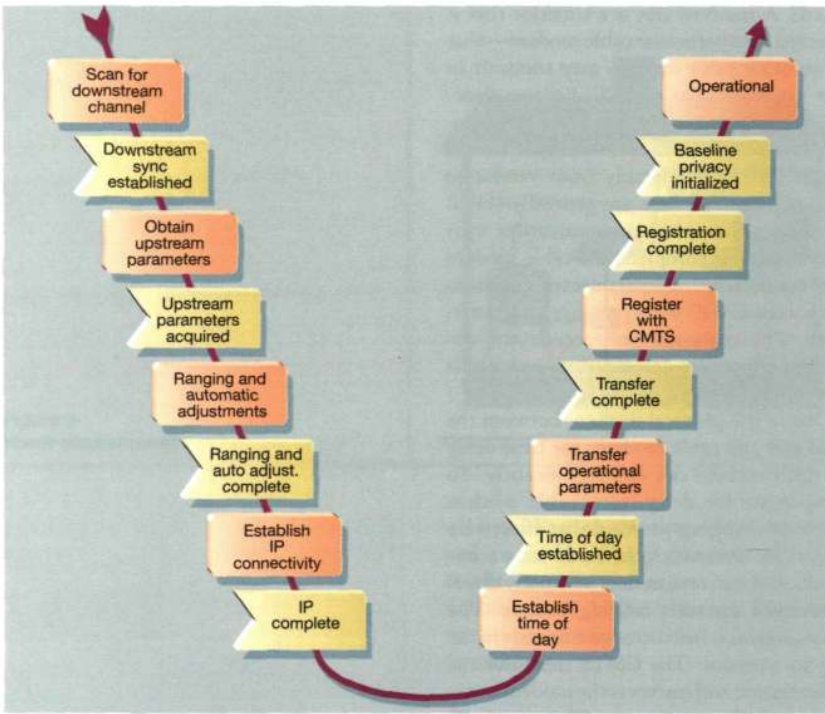 Scan for
downstream
channel
Downstream
sync
established
Obtain
upstream
parameters
Upstream
parameters
acquired
Ranging and
automatic
adjustments
Ranging and
auto adjust.
complete
Establish
IP
connectivity
IP
complete
Establish
time of
day
Time of day
established
Transfer
operational
parameters
Transfer
complete
Register
with
CMTS
Registration
complete
Baseline
privacy
initialized
Operational